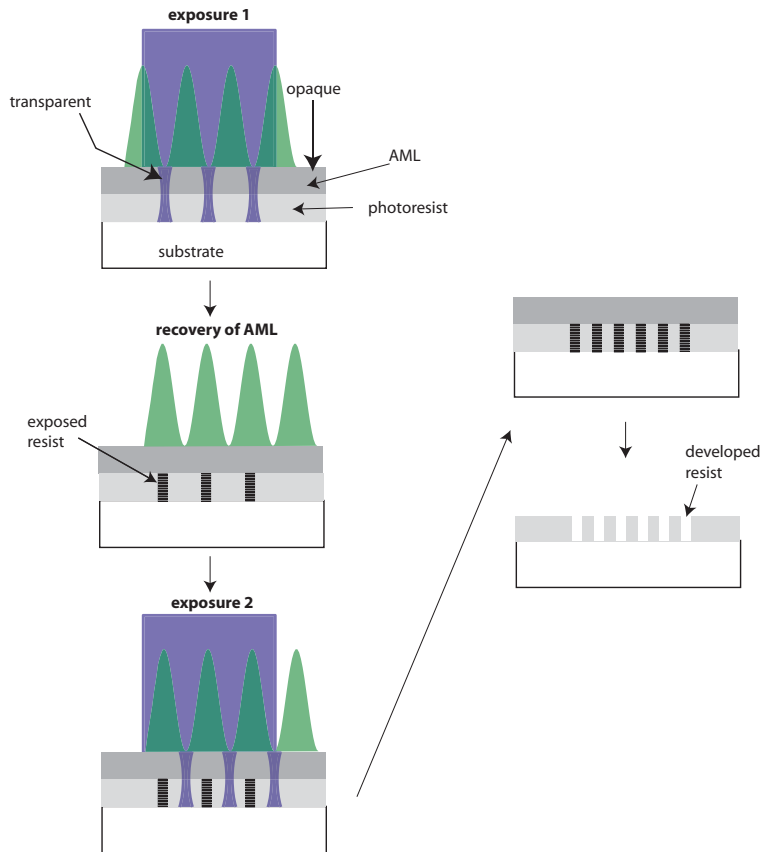 exposure 1
transparent
opaque
AML
photoresist
substrate
recovery of AML
exposed
resist
exposure 2
developed
resist